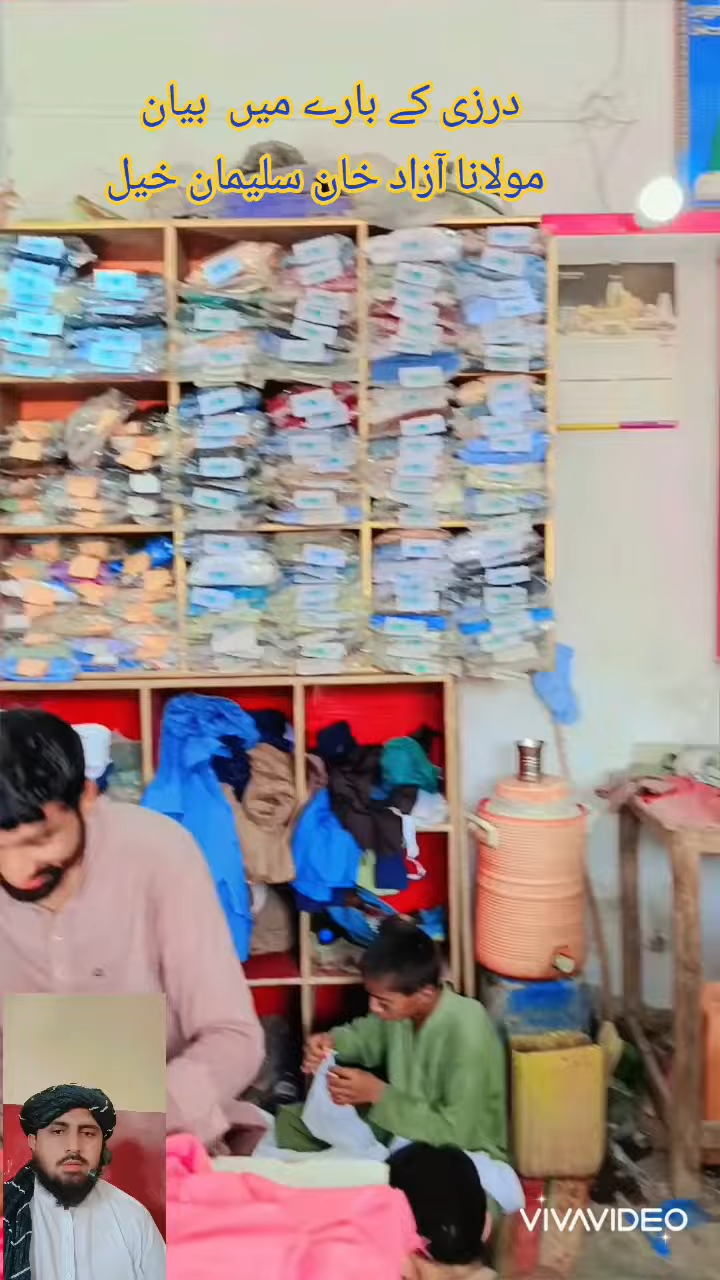 درزی کے بارے میں بیان
مولانا آزاد خان سلیمان خیل
VIVAVIDEO